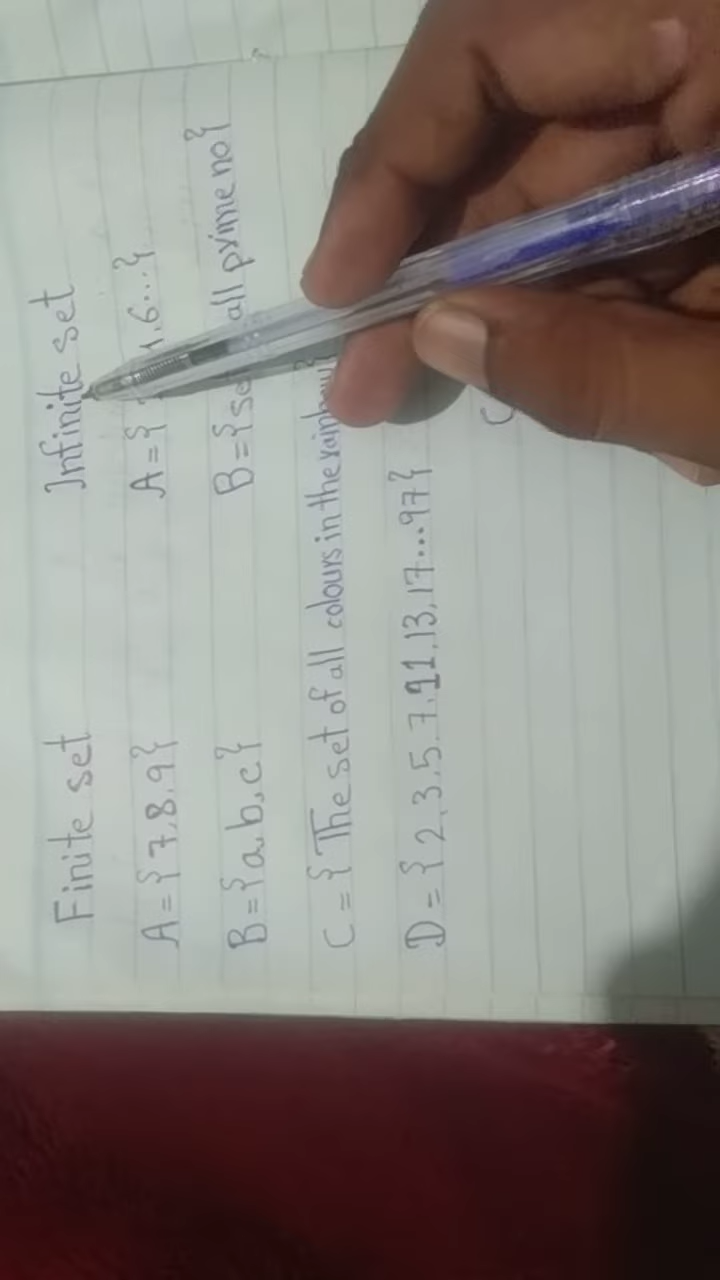 Finite set Infinite set
A = {7,8,9} A = { ,6...}
B = {a,b,c} B = { all prime no}
C = { The set of all colours in the rainbow}
D = { 2,3,5,7,11,13,17...97} C